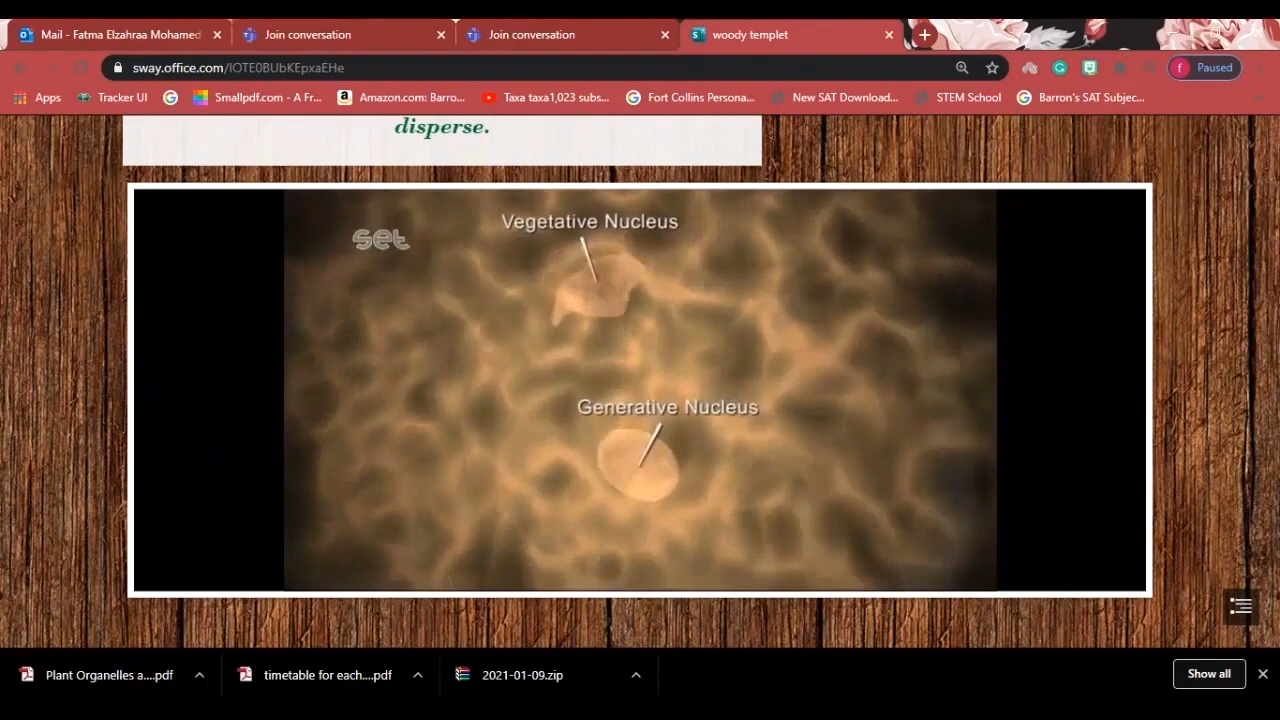 Mail - Fatma Elzahraa Mohamed
Join conversation
Join conversation
woody templet
sway.office.com/IOTE0BUbKEpxaEHe
f Paused
Apps
Tracker UI
Smallpdf.com - A Fr...
Amazon.com: Barro...
Taxa taxa1,023 subs...
Fort Collins Persona...
New SAT Download...
STEM School
Barron's SAT Subjec...
disperse.
set
Vegetative Nucleus
Generative Nucleus
Plant Organelles a....pdf
timetable for each....pdf
2021-01-09.zip
Show all